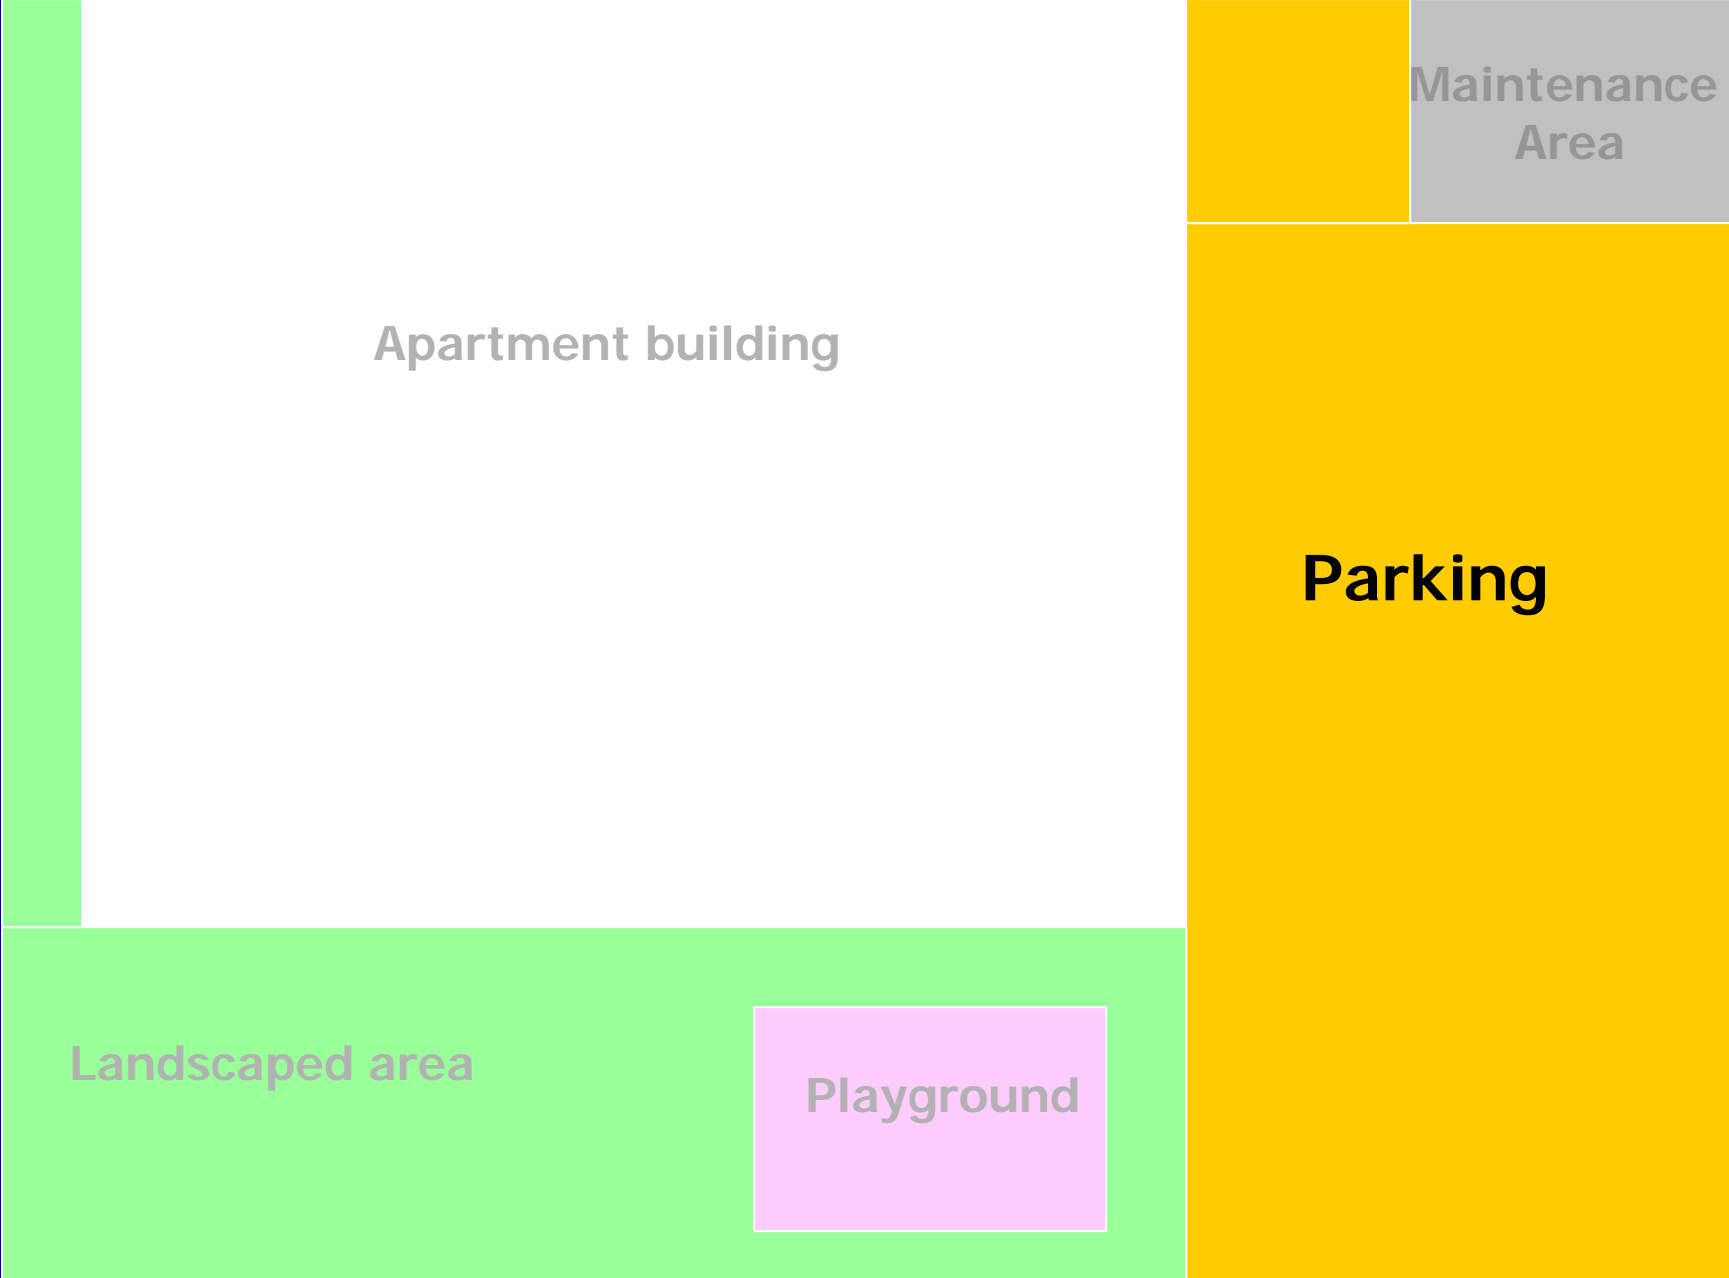 Maintenance
Area
Apartment building
Parking
Landscaped area
Playground